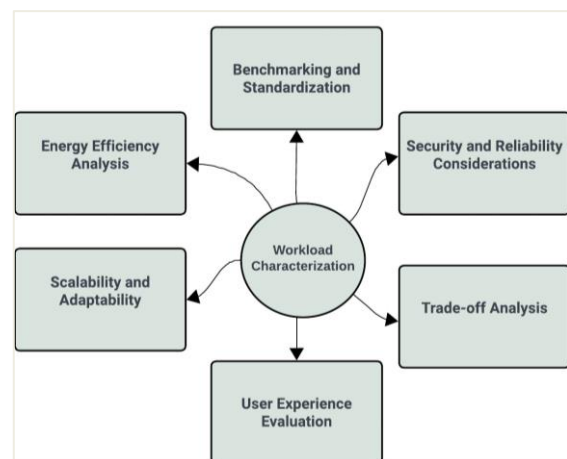 Benchmarking and
Standardization
Energy Efficiency
Analysis
Security and Reliability
Considerations
Workload
Characterization
Scalability and
Adaptability
Trade-off Analysis
User Experience
Evaluation